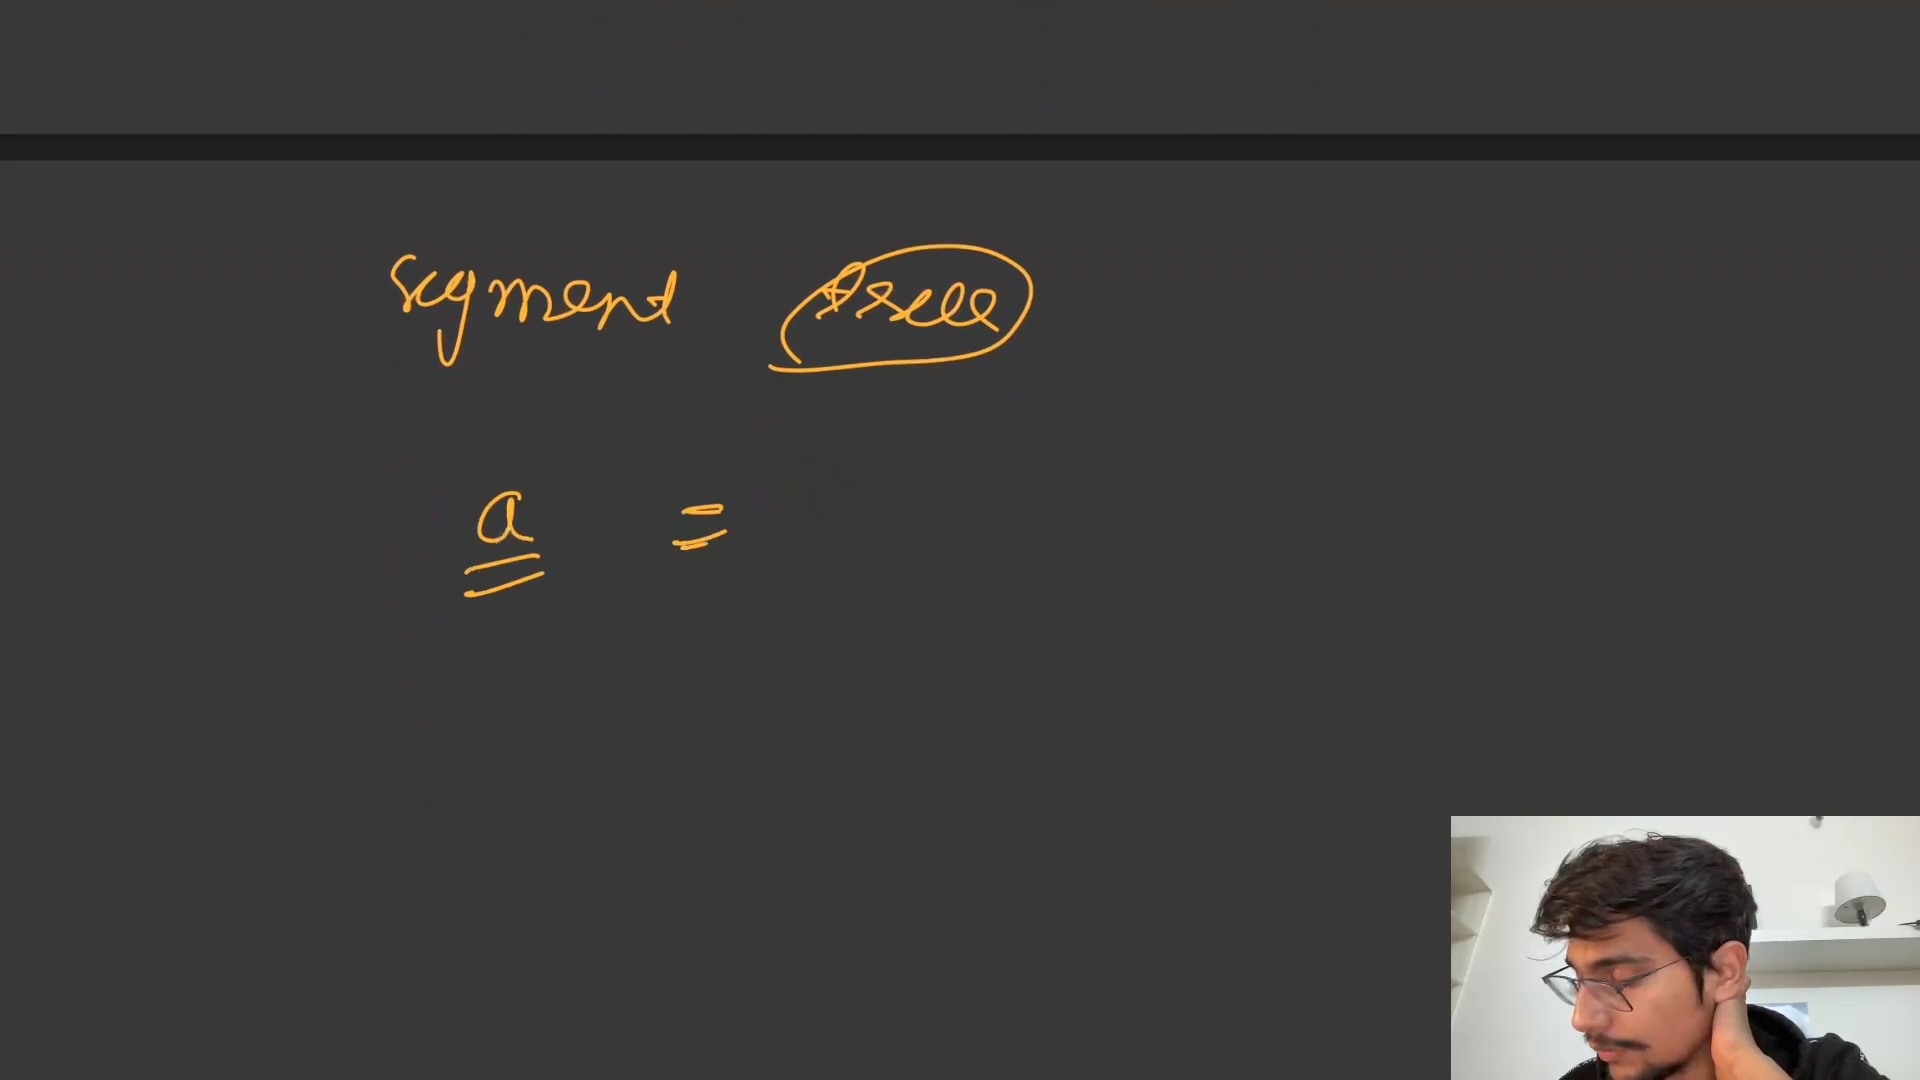 segment tree
a =